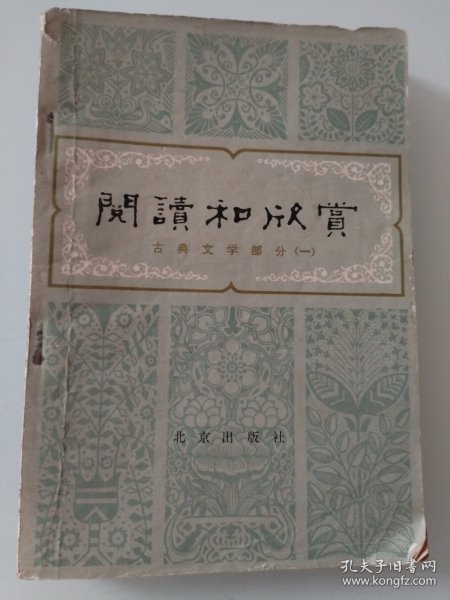 閱讀和欣賞
古典文学部分(一)
北京出版社
孔夫子旧书网
www.kongfz.com